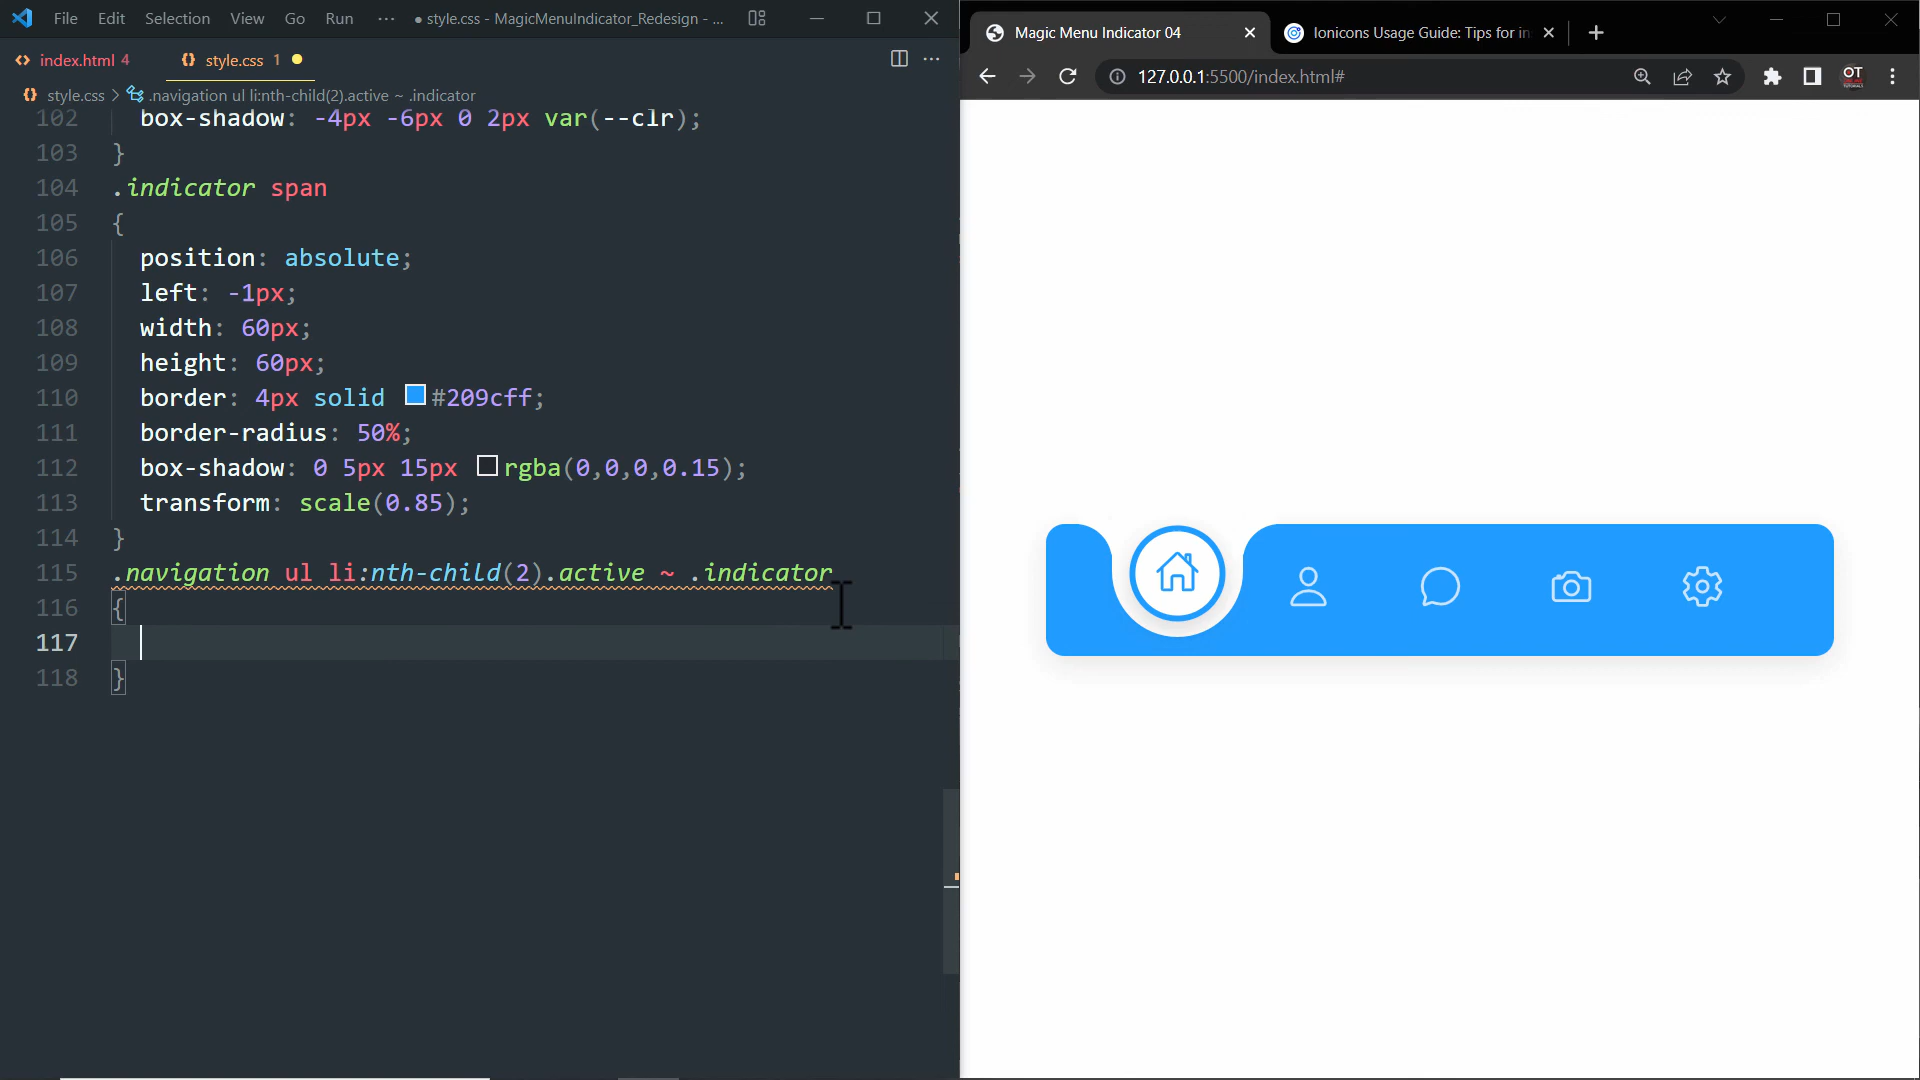 File Edit Selection View Go Run ··· ● style.css - MagicMenuIndicator_Redesign - ...
index.html 4 style.css 1
style.css > .navigation ul li:nth-child(2).active ~ .indicator
102 box-shadow: -4px -6px 0 2px var(--clr);
103 }
104 .indicator span
105 {
106 position: absolute;
107 left: -1px;
108 width: 60px;
109 height: 60px;
110 border: 4px solid #209cff;
111 border-radius: 50%;
112 box-shadow: 0 5px 15px rgba(0,0,0,0.15);
113 transform: scale(0.85);
114 }
115 .navigation ul li:nth-child(2).active ~ .indicator
116 {
117
118 }
Magic Menu Indicator 04
Ionicons Usage Guide: Tips for in
127.0.0.1:5500/index.html#
OT